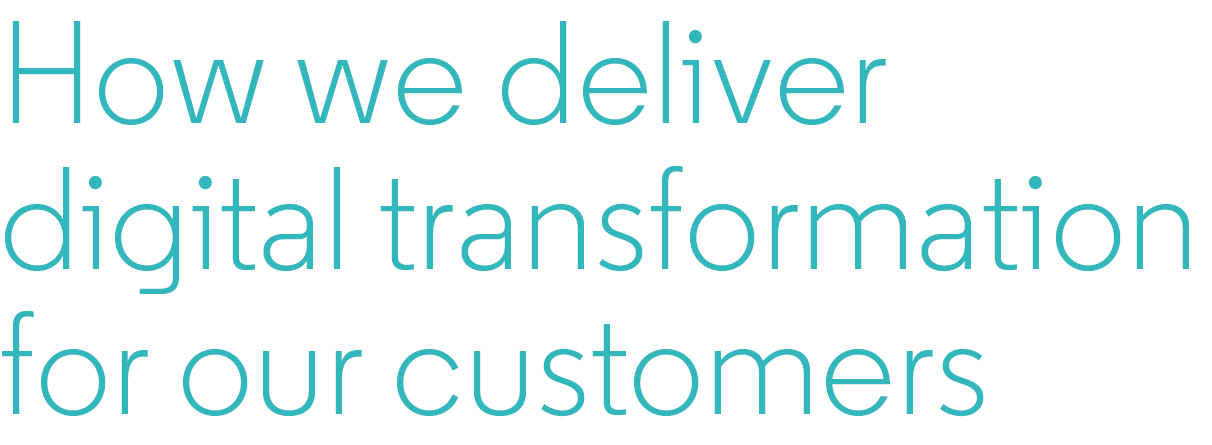 How we deliver
digital transformation
for our customers